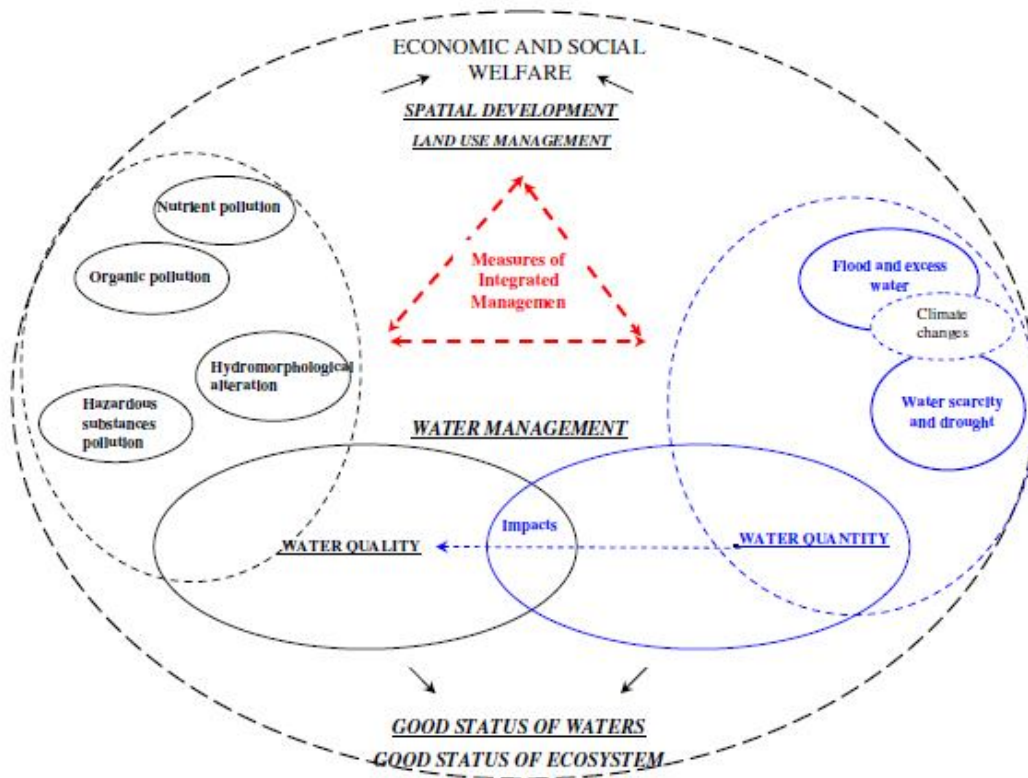 ECONOMIC AND SOCIAL
WELFARE
SPATIAL DEVELOPMENT
LAND USE MANAGEMENT
Nutrient pollution
Organic pollution
Hydromorphological
alteration
Hazardous
substances
pollution
Measures of
Integrated
Managemen
Flood and excess
water
Climate
changes
Water scarcity
and drought
WATER MANAGEMENT
Impacts
WATER QUALITY
WATER QUANTITY
GOOD STATUS OF WATERS
GOOD STATUS OF ECOSYSTEM